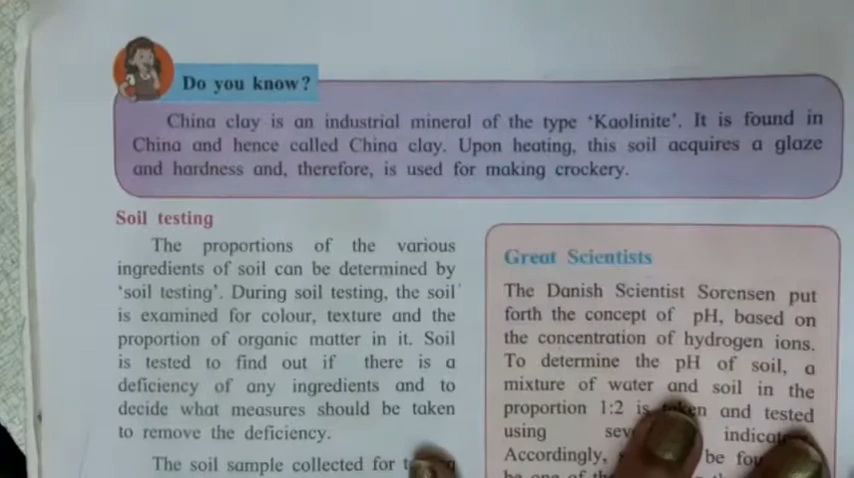 Do you know?
China clay is an industrial mineral of the type 'Kaolinite'. It is found in
China and hence called China clay. Upon heating, this soil acquires a glaze
and hardness and, therefore, is used for making crockery.
Soil testing
The proportions of the various
ingredients of soil can be determined by
'soil testing'. During soil testing, the soil
is examined for colour, texture and the
proportion of organic matter in it. Soil
is tested to find out if there is a
deficiency of any ingredients and to
decide what measures should be taken
to remove the deficiency.
The soil sample collected for
Great Scientists
The Danish Scientist Sorensen put
forth the concept of pH, based on
the concentration of hydrogen ions.
To determine the pH of soil, a
mixture of water and soil in the
proportion 1:2 is taken and tested
using
Accordingly, be